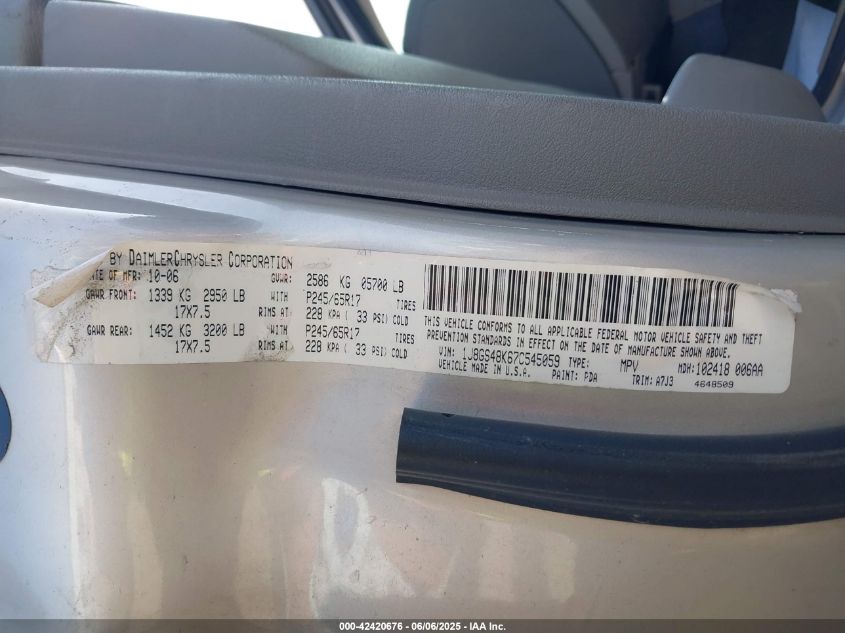 BY DAIMLERCHRYSLER CORPORATION
OF MFR: 10-06 GVWR: 2586 KG 05700 LB
GAWR FRONT: 1339 KG 2950 LB WITH P245/65R17 TIRES
17X7.5 RIMS AT 228 KPA ( 33 PSI) COLD
GAWR REAR: 1452 KG 3200 LB WITH P245/65R17 TIRES
17X7.5 RIMS AT 228 KPA ( 33 PSI) COLD
THIS VEHICLE CONFORMS TO ALL APPLICABLE FEDERAL MOTOR VEHICLE SAFETY AND THEFT
PREVENTION STANDARDS IN EFFECT ON THE DATE OF MANUFACTURE SHOWN ABOVE.
VIN: 1J8GS48K67C545059 TYPE: MPV MDH: 102418 006AA
VEHICLE MADE IN U.S.A. PAINT: PDA TRIM: A7J3 4648509
000-42420676 - 06/06/2025 - IAA Inc.